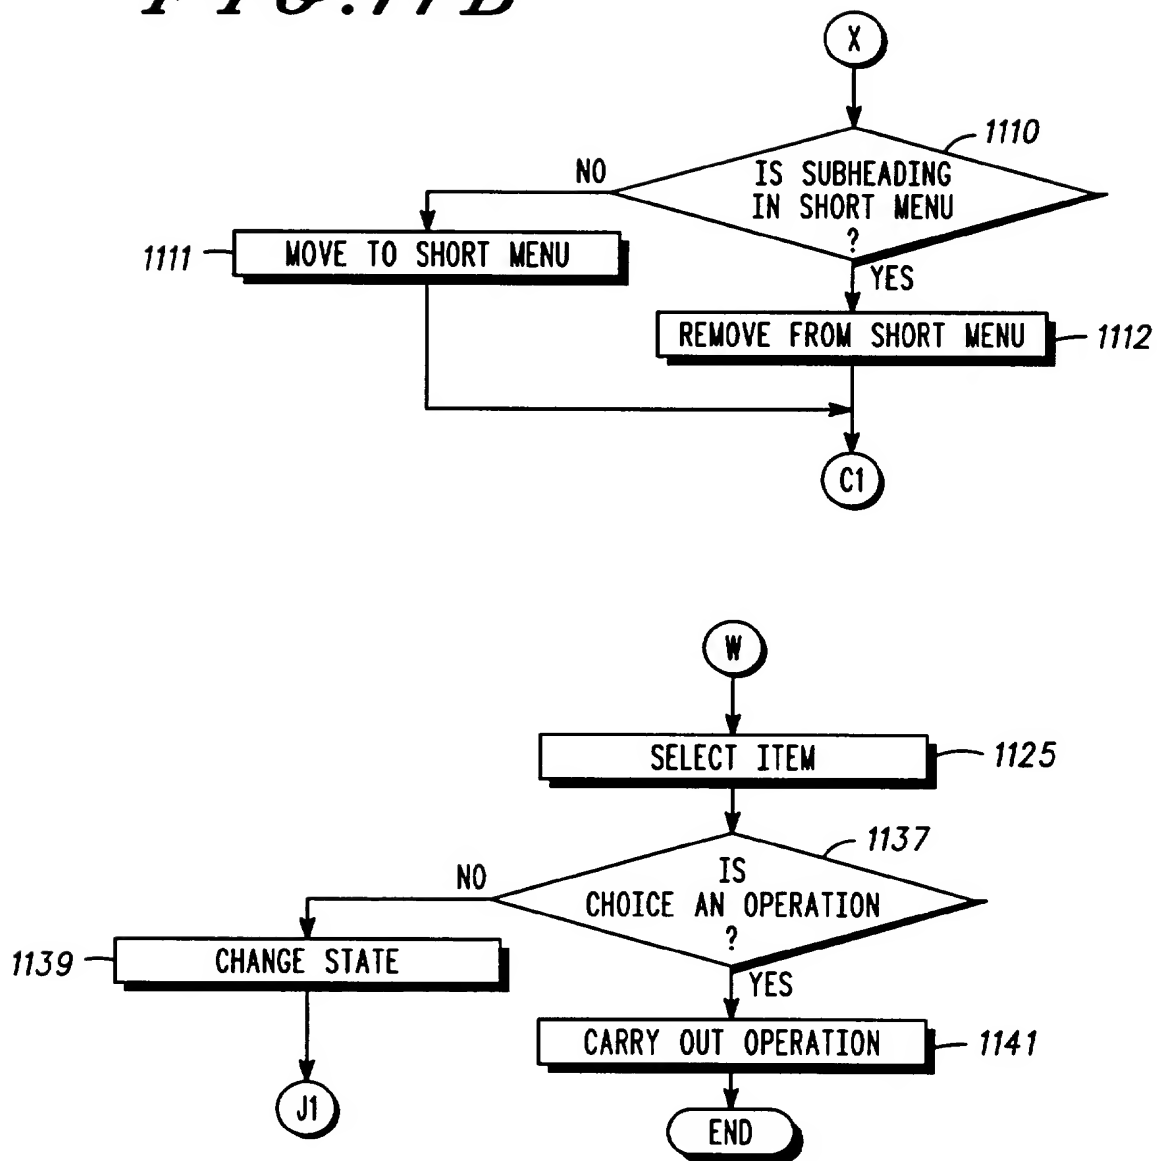 FIG. 11B
X
1110
NO
IS SUBHEADING
IN SHORT MENU
?
1111
MOVE TO SHORT MENU
YES
REMOVE FROM SHORT MENU
1112
C1
W
SELECT ITEM
1125
1137
NO
IS
CHOICE AN OPERATION
?
1139
CHANGE STATE
YES
CARRY OUT OPERATION
1141
J1
END